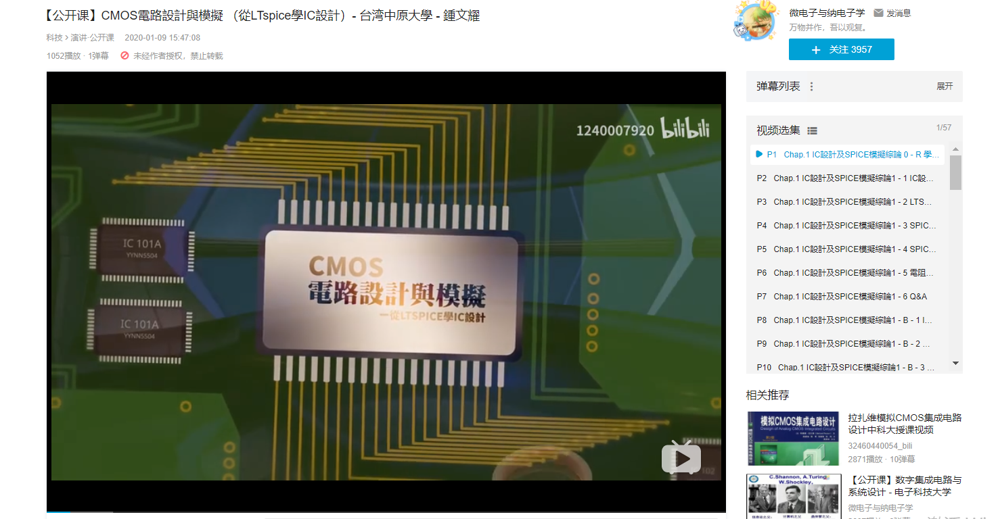 【公开课】CMOS電路設計與模擬 （從LTspice學IC設計）- 台湾中原大學 - 鍾文耀
科技 > 演讲·公开课 2020-01-09 15:47:08
1052播放 · 1弹幕 未经作者授权，禁止转载
UP
微电子与纳电子学 发消息
万物并作，吾以观复。
+ 关注 3957
1240007920 bilibili
IC 101A
YYNN5504
IC 101A
YYNN5504
CMOS
電路設計與模擬
—從LTSPICE學IC設計
102
弹幕列表 展开
视频选集 1/57
P1 Chap.1 IC設計及SPICE模擬綜論 0 - R 學...
P2 Chap.1 IC設計及SPICE模擬綜論1 - 1 IC設...
P3 Chap.1 IC設計及SPICE模擬綜論1 - 2 LTS...
P4 Chap.1 IC設計及SPICE模擬綜論1 - 3 SPIC...
P5 Chap.1 IC設計及SPICE模擬綜論1 - 4 SPIC...
P6 Chap.1 IC設計及SPICE模擬綜論1 - 5 電阻...
P7 Chap.1 IC設計及SPICE模擬綜論1 - 6 Q&A
P8 Chap.1 IC設計及SPICE模擬綜論1 - B - 1 I...
P9 Chap.1 IC設計及SPICE模擬綜論1 - B - 2 ...
P10 Chap.1 IC設計及SPICE模擬綜論1 - B - 3 ...
相关推荐
模拟CMOS集成电路设计
Design of Analog CMOS Integrated Circuits
拉扎维模拟CMOS集成电路
设计中科大授课视频
32460440054_bili
2871播放 · 10弹幕
C.Shannon, A.Turing,
W.Shockley,
信息论之父:
计算机之父:
晶体管之父:
【公开课】数字集成电路与
系统设计 - 电子科技大学
微电子与纳电子学